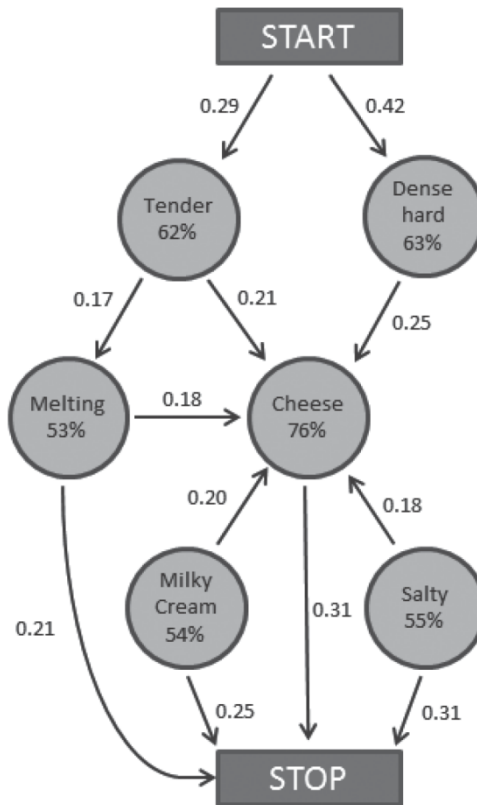 START
0.29
0.42
Tender
62%
Dense
hard
63%
0.17
0.21
0.25
Melting
53%
0.18
Cheese
76%
0.20
0.18
Milky
Cream
54%
Salty
55%
0.21
0.31
0.25
0.31
STOP